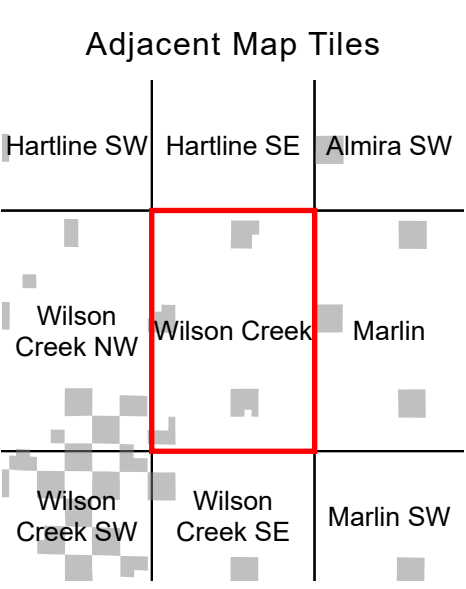 Adjacent Map Tiles
Hartline SW
Hartline SE
Almira SW
Wilson
Creek NW
Wilson Creek
Marlin
Wilson
Creek SW
Wilson
Creek SE
Marlin SW